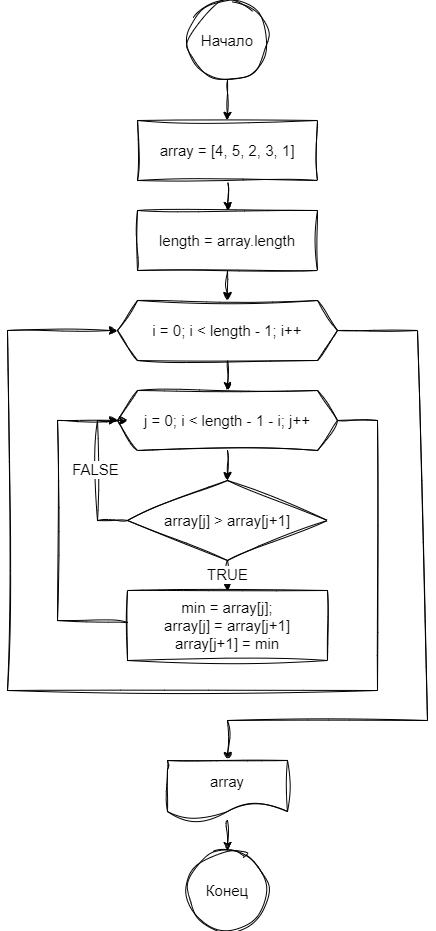 Начало
array = [4, 5, 2, 3, 1]
length = array.length
i = 0; i < length - 1; i++
j = 0; i < length - 1 - i; j++
FALSE
array[j] > array[j+1]
TRUE
min = array[j];
array[j] = array[j+1]
array[j+1] = min
array
Конец